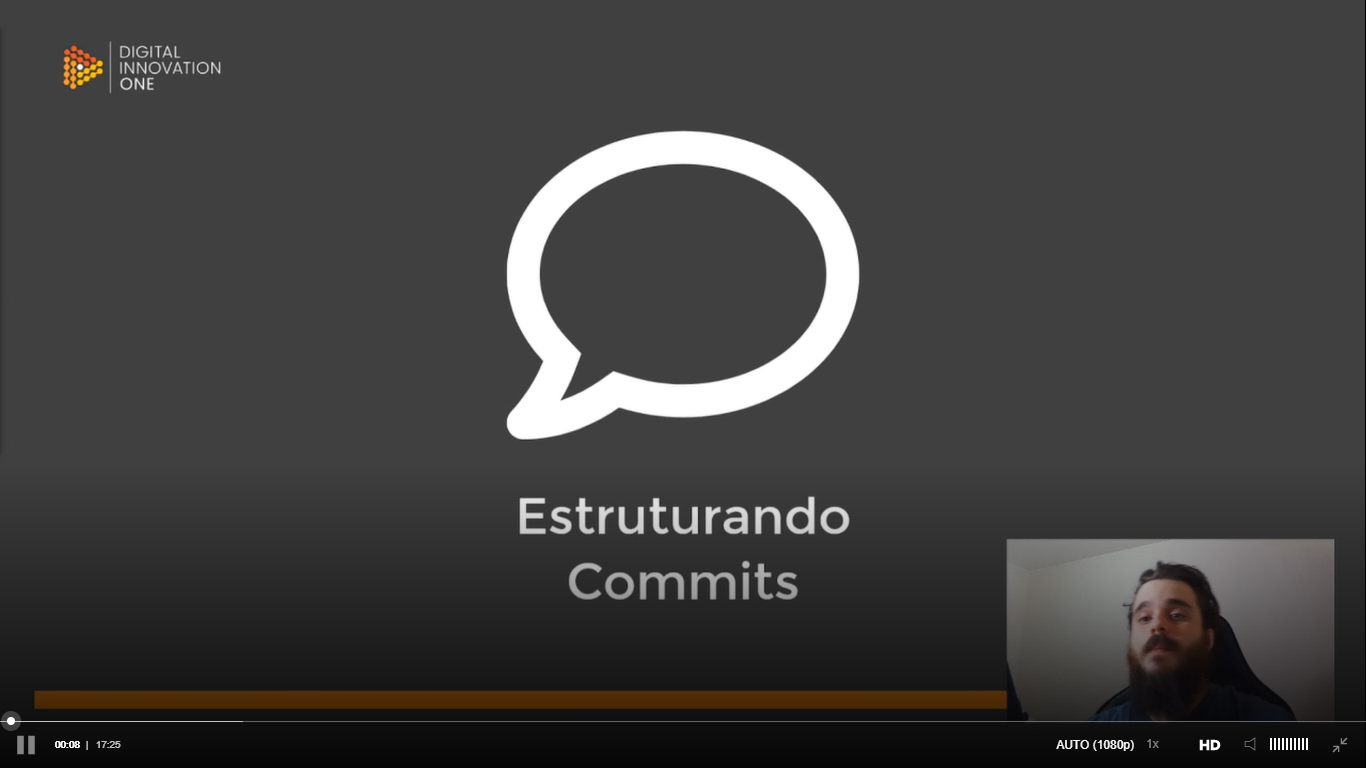 DIGITAL
INNOVATION
ONE
Estruturando
Commits
00:08 | 17:25
AUTO (1080p) 1x HD